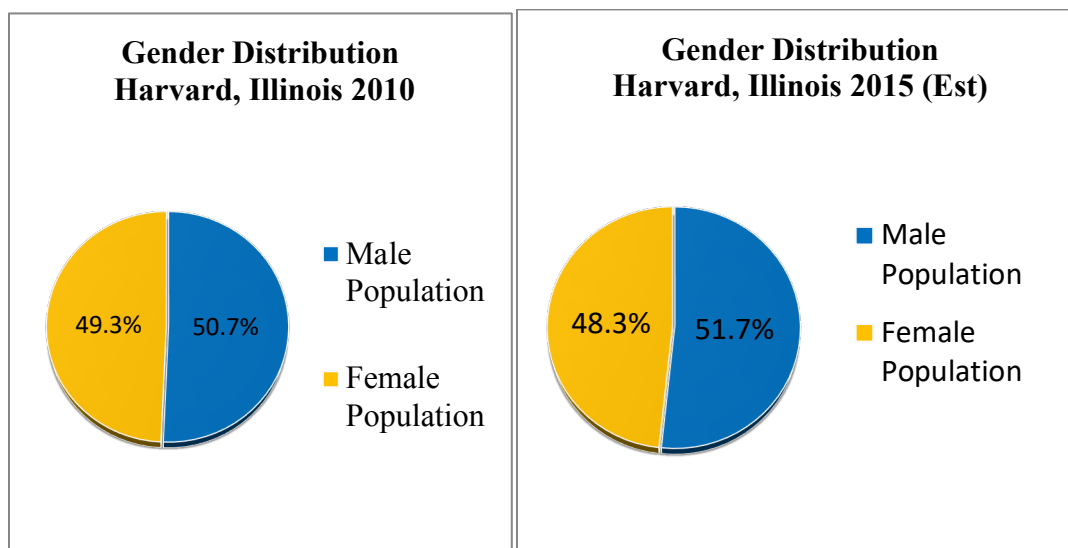 Gender Distribution
Harvard, Illinois 2010
49.3%
50.7%
Male
Population
Female
Population
Gender Distribution
Harvard, Illinois 2015 (Est)
48.3%
51.7%
Male
Population
Female
Population